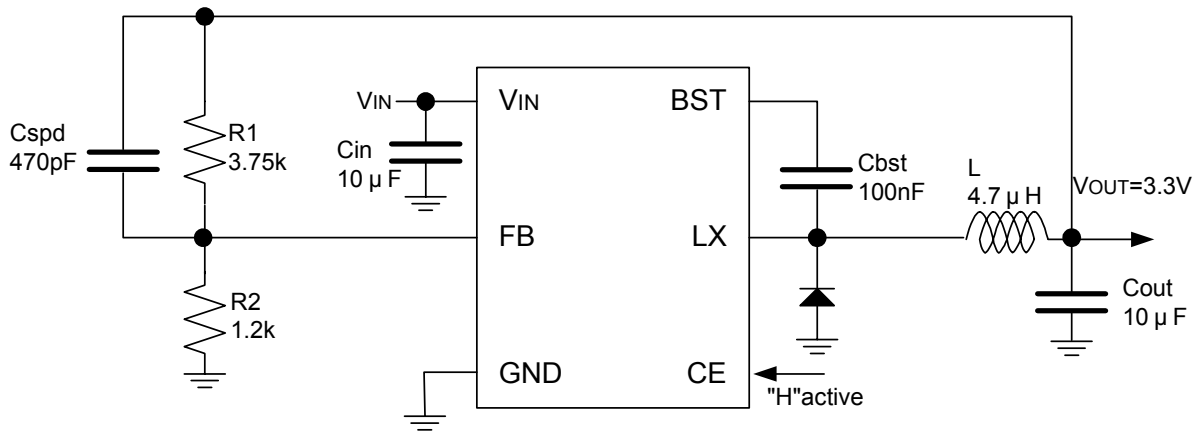 VIN
VIN
BST
Cspd
470pF
R1
3.75k
Cin
10 µ F
Cbst
100nF
L
4.7 µ H
VOUT=3.3V
FB
LX
R2
1.2k
Cout
10 µ F
GND
CE
"H"active